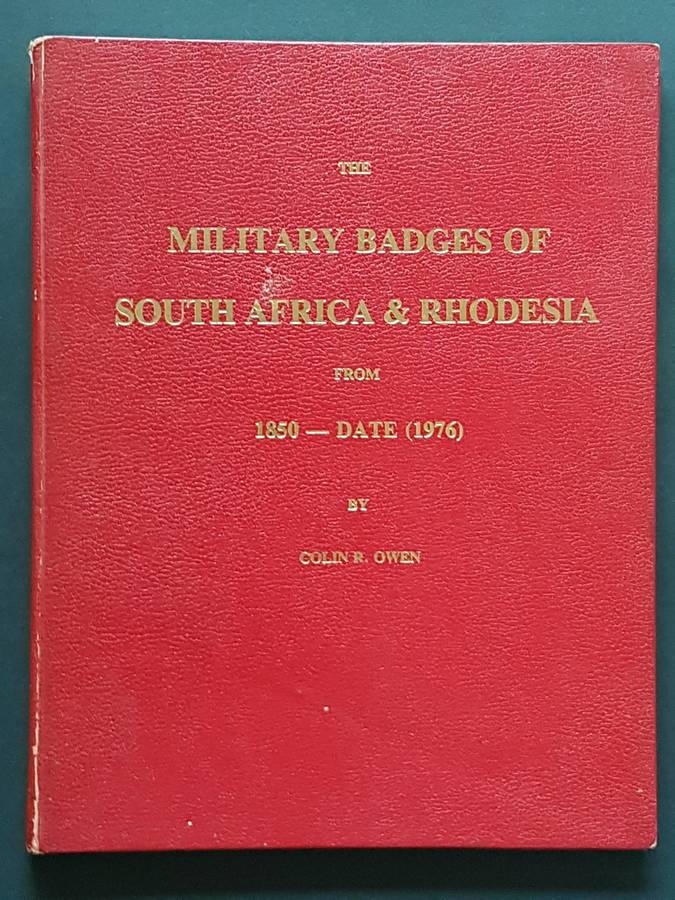 THE
MILITARY BADGES OF
SOUTH AFRICA & RHODESIA
FROM
1850 — DATE (1976)
BY
COLIN R. OWEN